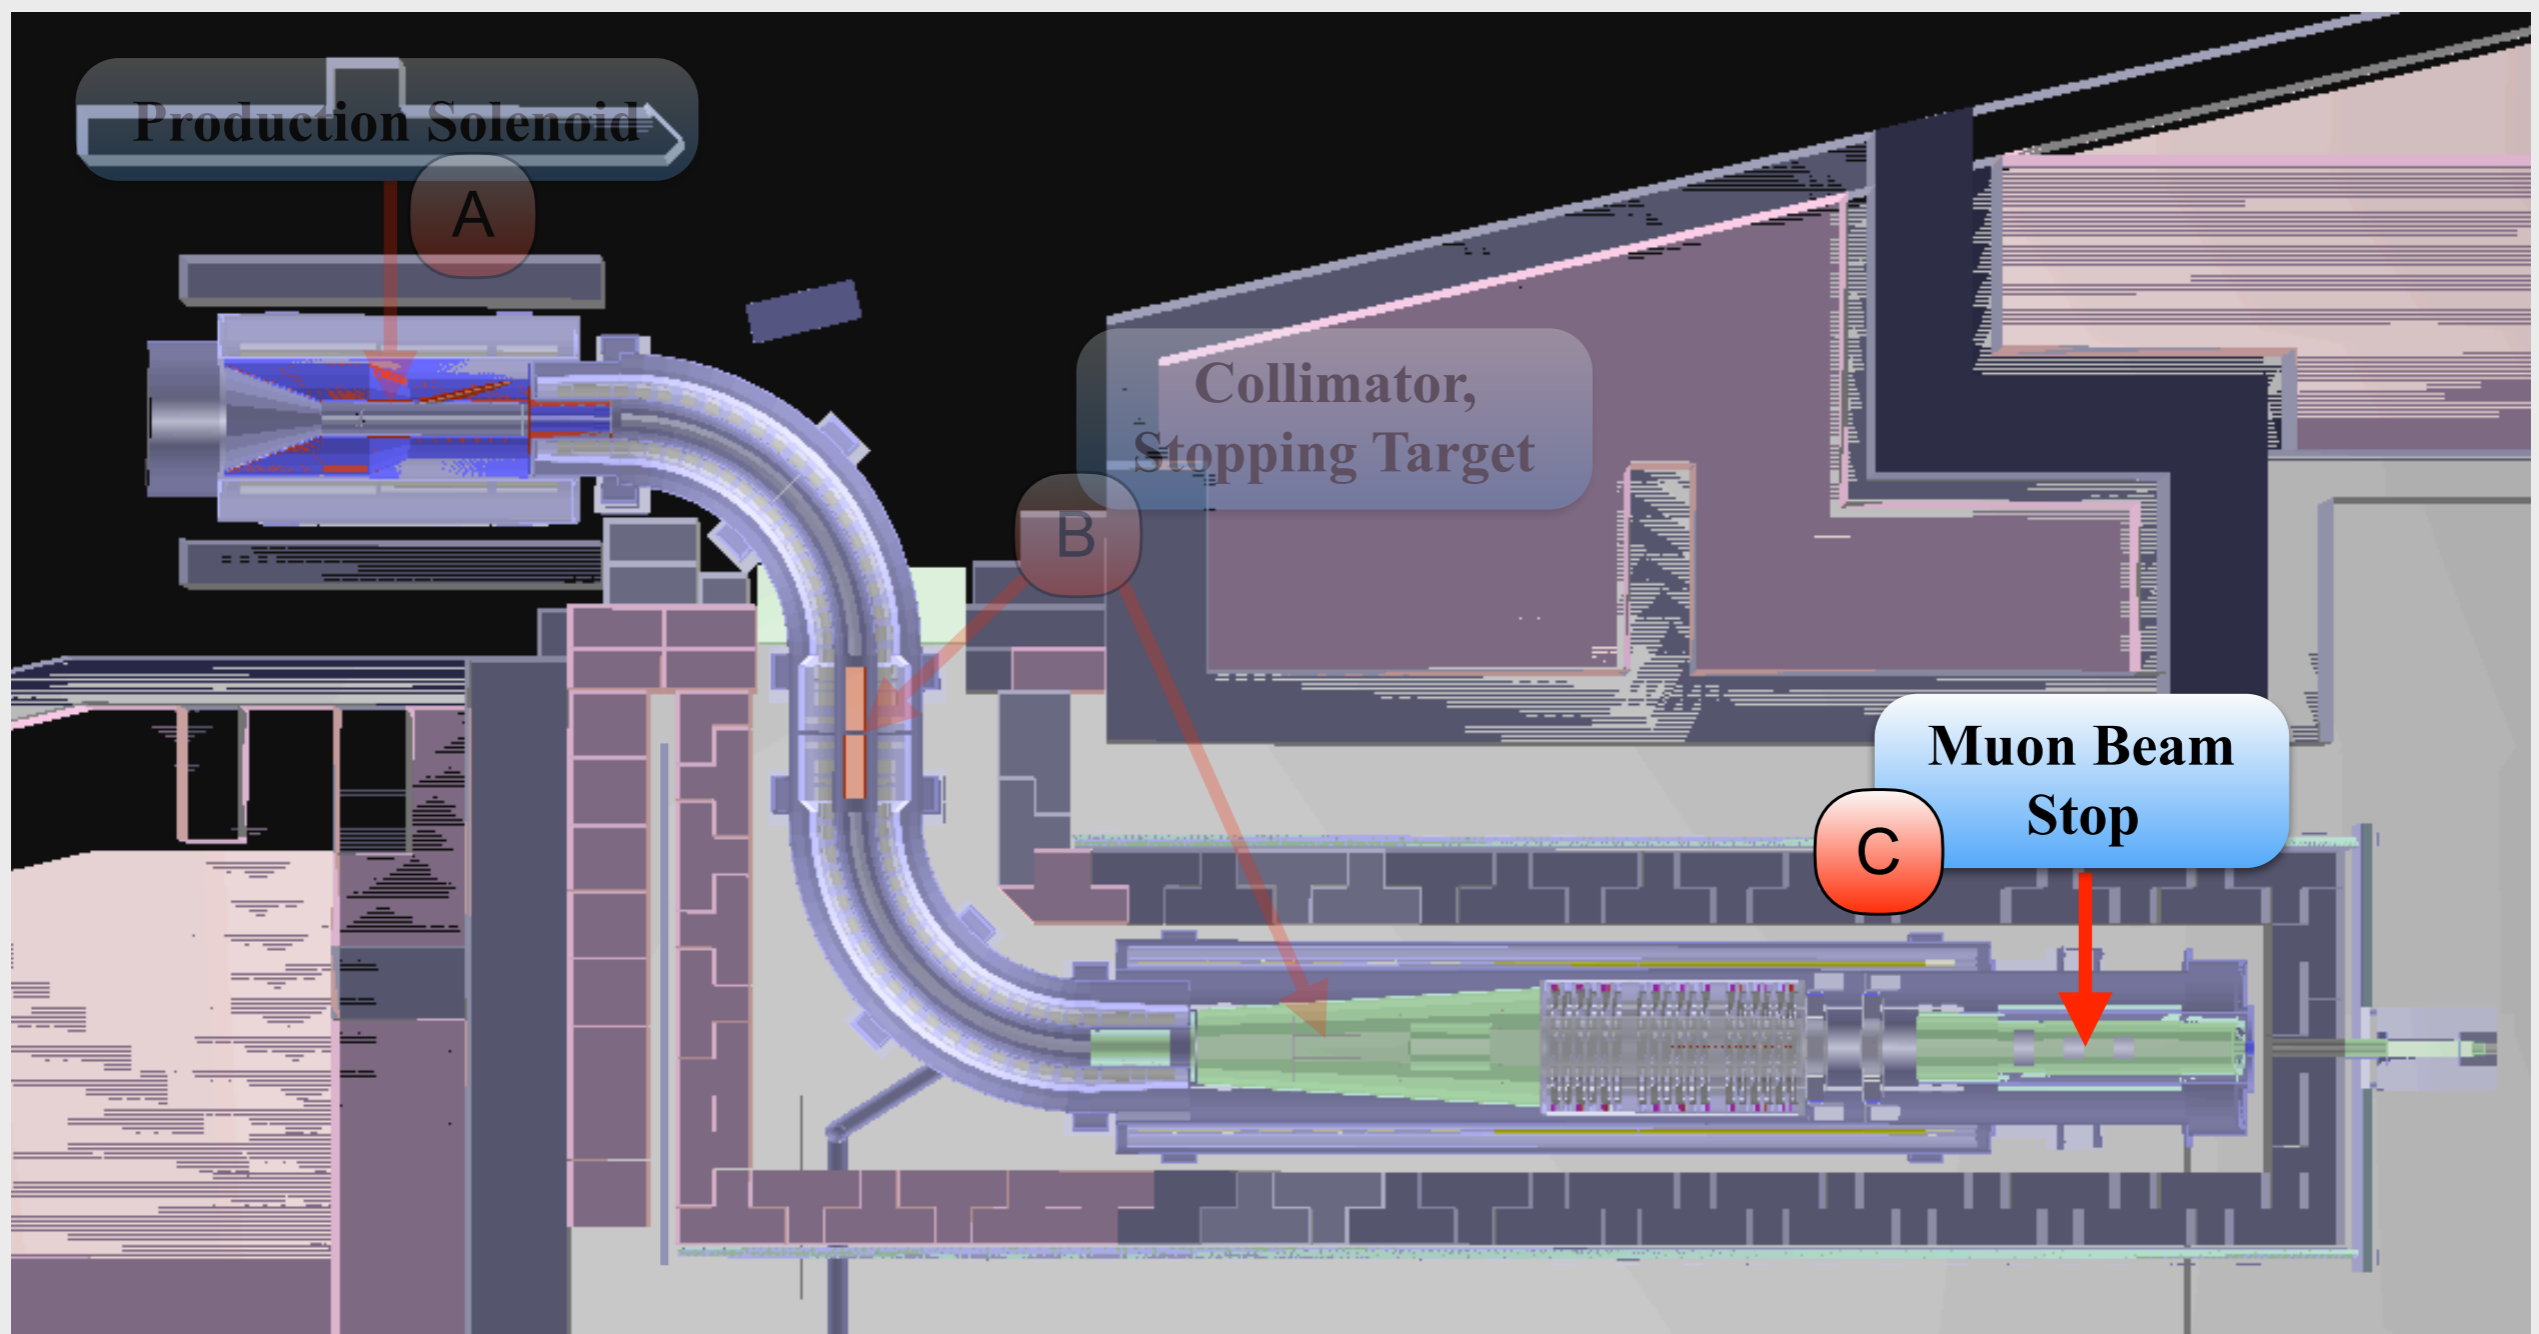 Production Solenoid
A
Collimator,
Stopping Target
B
Muon Beam
Stop
C